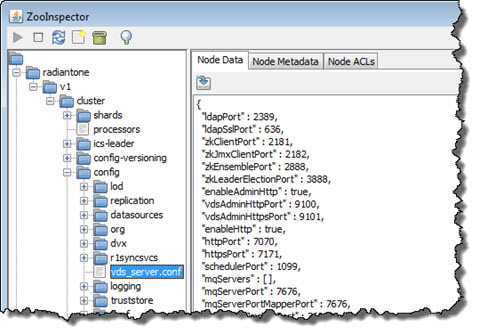 ZooInspector
radiantone
v1
cluster
shards
processors
ics-leader
config-versioning
config
lod
replication
datasources
org
dvx
r1syncsvcs
vds_server.conf
logging
truststore
Node Data
Node Metadata
Node ACLs
{
"ldapPort" : 2389,
"ldapSslPort" : 636,
"zkClientPort" : 2181,
"zkJmxClientPort" : 2182,
"zkEnsemblePort" : 2888,
"zkLeaderElectionPort" : 3888,
"enableAdminHttp" : true,
"vdsAdminHttpPort" : 9100,
"vdsAdminHttpsPort" : 9101,
"enableHttp" : true,
"httpPort" : 7070,
"httpsPort" : 7171,
"schedulerPort" : 1099,
"mqServers" : [],
"mqServerPort" : 7676,
"mqServerPortMapperPort" : 7676,